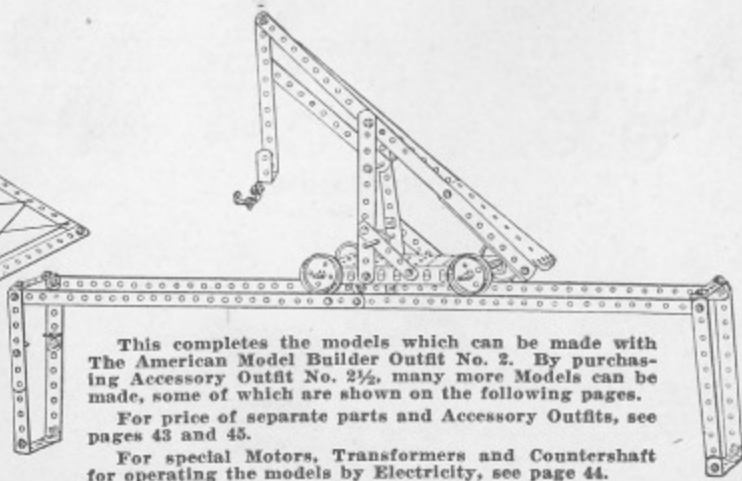 This completes the models which can be made with
The American Model Builder Outfit No. 2. By purchas-
ing Accessory Outfit No. 2½, many more Models can be
made, some of which are shown on the following pages.
For price of separate parts and Accessory Outfits, see
pages 43 and 45.
For special Motors, Transformers and Countershaft
for operating the models by Electricity, see page 44.